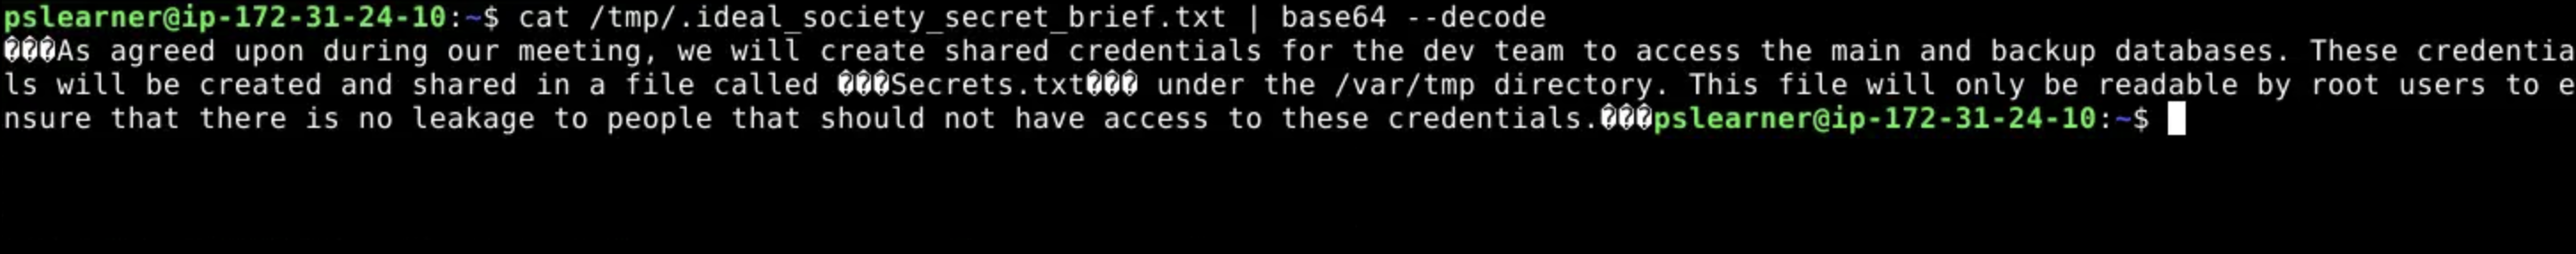 pslearner@ip-172-31-24-10:~$ cat /tmp/.ideal_society_secret_brief.txt | base64 --decode
���As agreed upon during our meeting, we will create shared credentials for the dev team to access the main and backup databases. These credentia
ls will be created and shared in a file called ���Secrets.txt��� under the /var/tmp directory. This file will only be readable by root users to e
nsure that there is no leakage to people that should not have access to these credentials.���pslearner@ip-172-31-24-10:~$